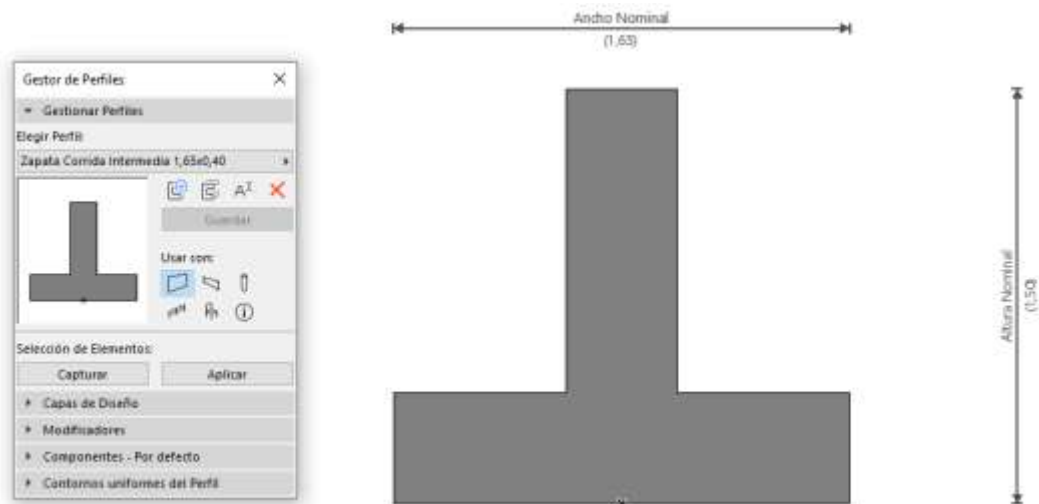 Gestor de Perfiles
Gestionar Perfiles
Elegir Perfil:
Zapata Corrida Intermedia 1,65x0,40
Guardar
Usar con:
Selección de Elementos:
Capturar
Aplicar
Capas de Diseño
Modificadores
Componentes - Por defecto
Contornos uniformes del Perfil
Ancho Nominal
(1,65)
Altura Nominal
(1,50)